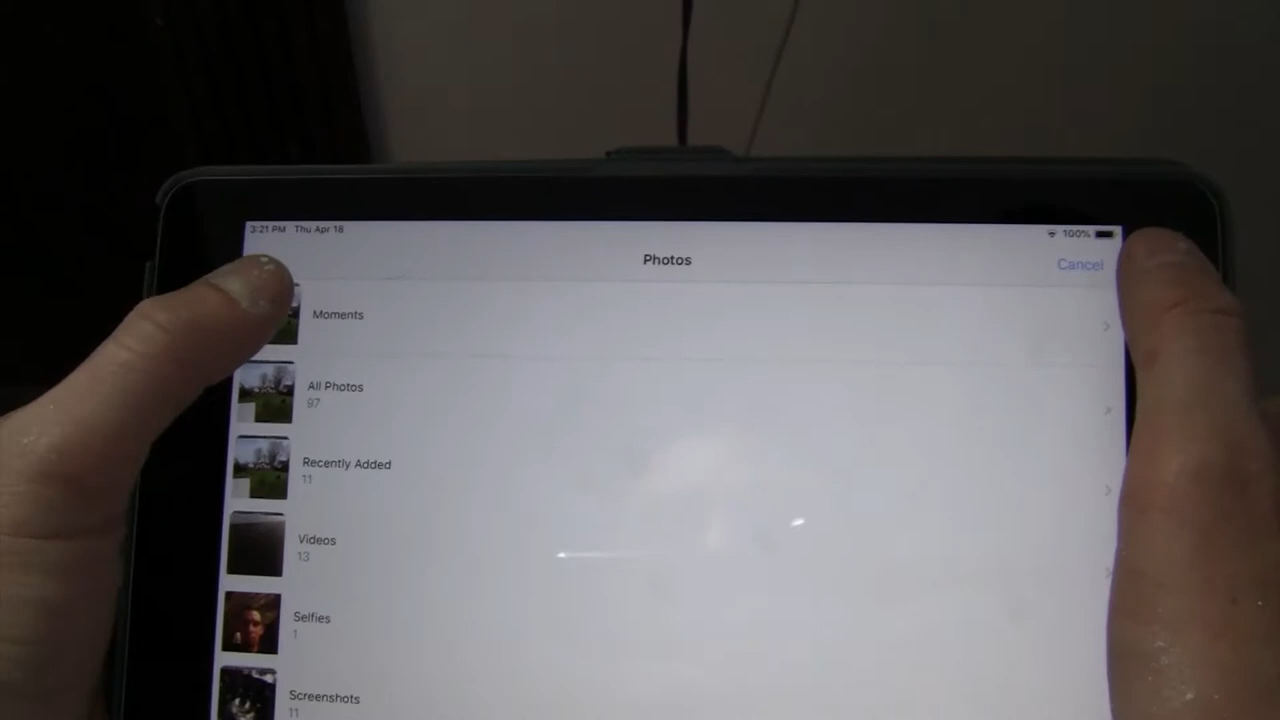 3:21 PM Thu Apr 18
100%
Photos
Cancel
Moments
All Photos
97
Recently Added
11
Videos
13
Selfies
1
Screenshots
11